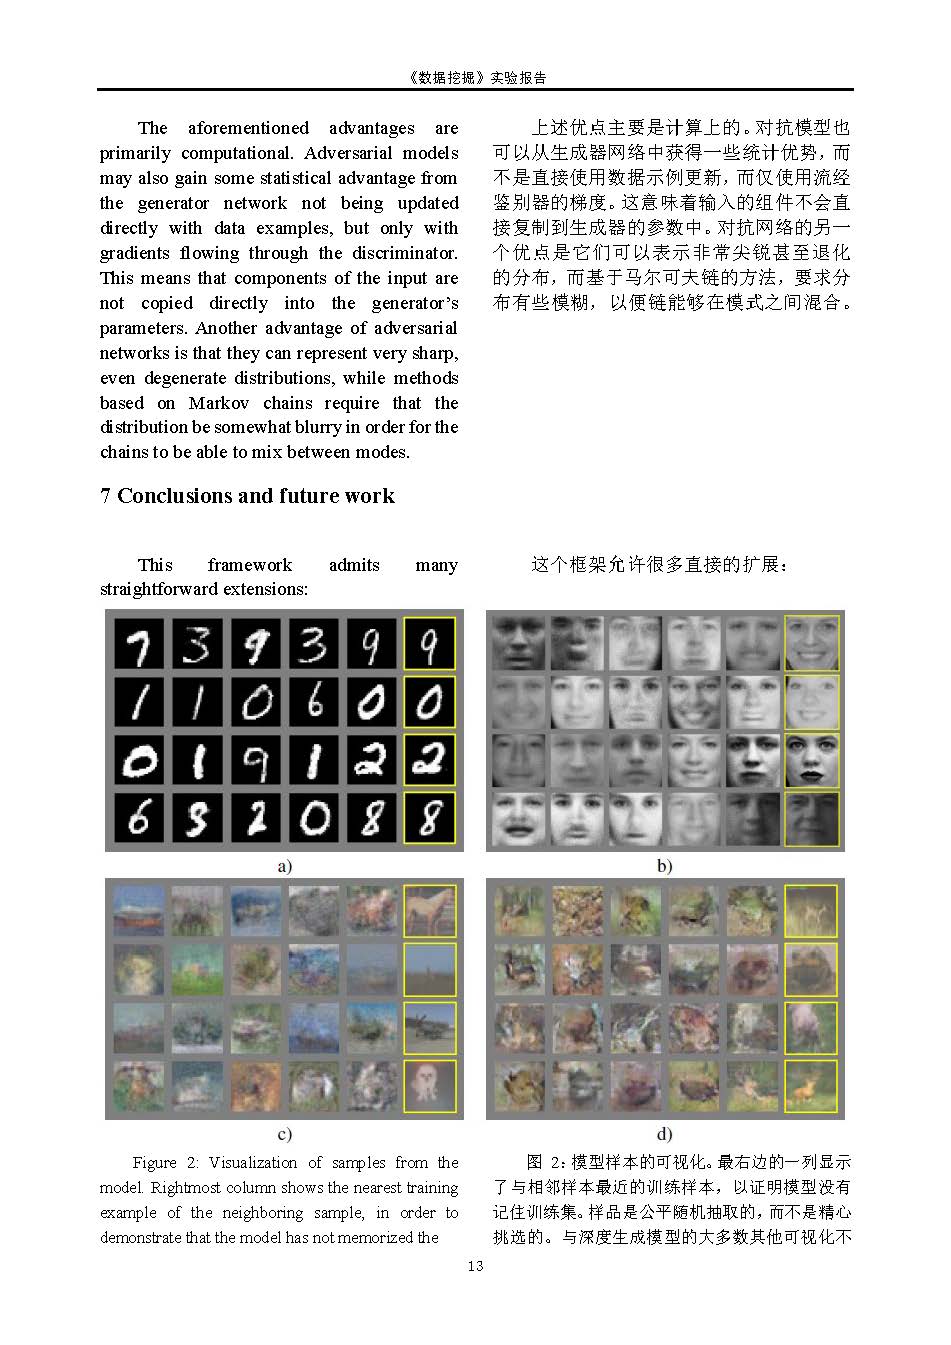 《数据挖掘》实验报告
The aforementioned advantages are
primarily computational. Adversarial models
may also gain some statistical advantage from
the generator network not being updated
directly with data examples, but only with
gradients flowing through the discriminator.
This means that components of the input are
not copied directly into the generator’s
parameters. Another advantage of adversarial
networks is that they can represent very sharp,
even degenerate distributions, while methods
based on Markov chains require that the
distribution be somewhat blurry in order for the
chains to be able to mix between modes.
上述优点主要是计算上的。对抗模型也
可以从生成器网络中获得一些统计优势，而
不是直接使用数据示例更新，而仅使用流经
鉴别器的梯度。这意味着输入的组件不会直
接复制到生成器的参数中。对抗网络的另一
个优点是它们可以表示非常尖锐甚至退化
的分布，而基于马尔可夫链的方法，要求分
布有些模糊，以便链能够在模式之间混合。
7 Conclusions and future work
This framework admits many
straightforward extensions:
这个框架允许很多直接的扩展：
7 3 9 3 9 9
1 1 0 6 0 0
0 1 9 1 2 2
6 3 2 0 8 8
a)
b)
c)
d)
Figure 2: Visualization of samples from the
model. Rightmost column shows the nearest training
example of the neighboring sample, in order to
demonstrate that the model has not memorized the
图 2：模型样本的可视化。最右边的一列显示
了与相邻样本最近的训练样本，以证明模型没有
记住训练集。样品是公平随机抽取的，而不是精心
挑选的。与深度生成模型的大多数其他可视化不
13